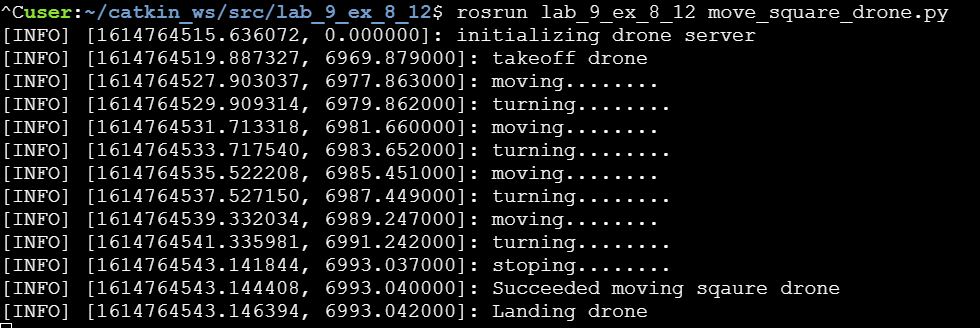 ^Cuser:~/catkin_ws/src/lab_9_ex_8_12$ rosrun lab_9_ex_8_12 move_square_drone.py
[INFO] [1614764515.636072, 0.000000]: initializing drone server
[INFO] [1614764519.887327, 6969.879000]: takeoff drone
[INFO] [1614764527.903037, 6977.863000]: moving........
[INFO] [1614764529.909314, 6979.862000]: turning........
[INFO] [1614764531.713318, 6981.660000]: moving........
[INFO] [1614764533.717540, 6983.652000]: turning........
[INFO] [1614764535.522208, 6985.451000]: moving........
[INFO] [1614764537.527150, 6987.449000]: turning........
[INFO] [1614764539.332034, 6989.247000]: moving........
[INFO] [1614764541.335981, 6991.242000]: turning........
[INFO] [1614764543.141844, 6993.037000]: stoping........
[INFO] [1614764543.144408, 6993.040000]: Succeeded moving sqaure drone
[INFO] [1614764543.146394, 6993.042000]: Landing drone